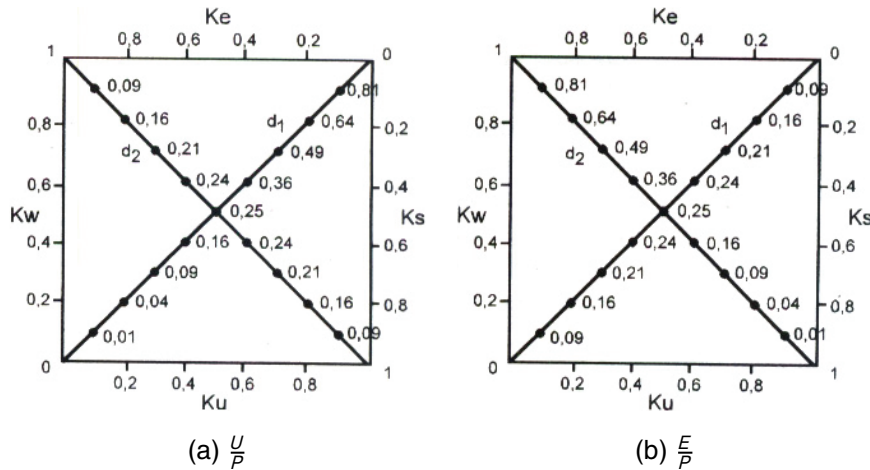 Ke Ke
0,8 0,6 0,4 0,2 0,8 0,6 0,4 0,2
1 0 1 0
0,09 0,81 0,81 0,09
0,8 0,16 d1 0,64 0,2 0,8 0,64 d1 0,16 0,2
d2 0,21 0,49 d2 0,49 0,21
0,6 0,24 0,36 0,4 0,6 0,36 0,24 0,4
Kw 0,25 Ks Kw 0,25 Ks
0,4 0,16 0,24 0,6 0,4 0,24 0,16 0,6
0,09 0,21 0,21 0,09
0,2 0,04 0,16 0,8 0,2 0,16 0,04 0,8
0,01 0,09 0,09 0,01
0 1 0 1
0,2 0,4 0,6 0,8 0,2 0,4 0,6 0,8
Ku Ku
(a) U/P (b) E/P